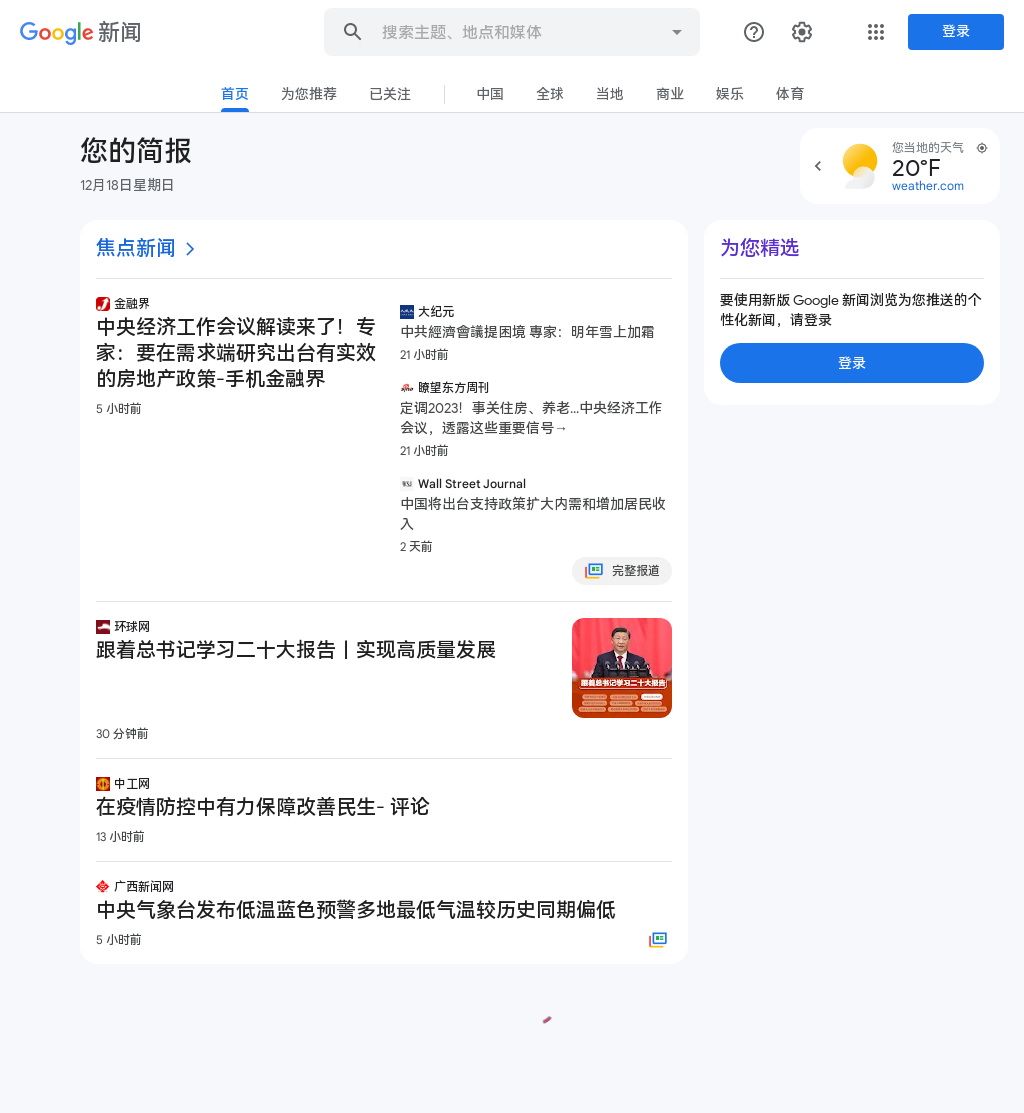 Google 新闻
搜索主题、地点和媒体
登录
首页
为您推荐
已关注
中国
全球
当地
商业
娱乐
体育
您的简报
12月18日星期日
您当地的天气
20°F
weather.com
焦点新闻
金融界
中央经济工作会议解读来了！专
家：要在需求端研究出台有实效
的房地产政策-手机金融界
5 小时前
大纪元
中共經濟會議提困境 專家：明年雪上加霜
21 小时前
瞭望东方周刊
定调2023！事关住房、养老...中央经济工作
会议，透露这些重要信号→
21 小时前
Wall Street Journal
中国将出台支持政策扩大内需和增加居民收
入
2 天前
完整报道
环球网
跟着总书记学习二十大报告丨实现高质量发展
跟着总书记学习二十大报告
30 分钟前
中工网
在疫情防控中有力保障改善民生- 评论
13 小时前
广西新闻网
中央气象台发布低温蓝色预警多地最低气温较历史同期偏低
5 小时前
为您精选
要使用新版 Google 新闻浏览为您推送的个
性化新闻，请登录
登录